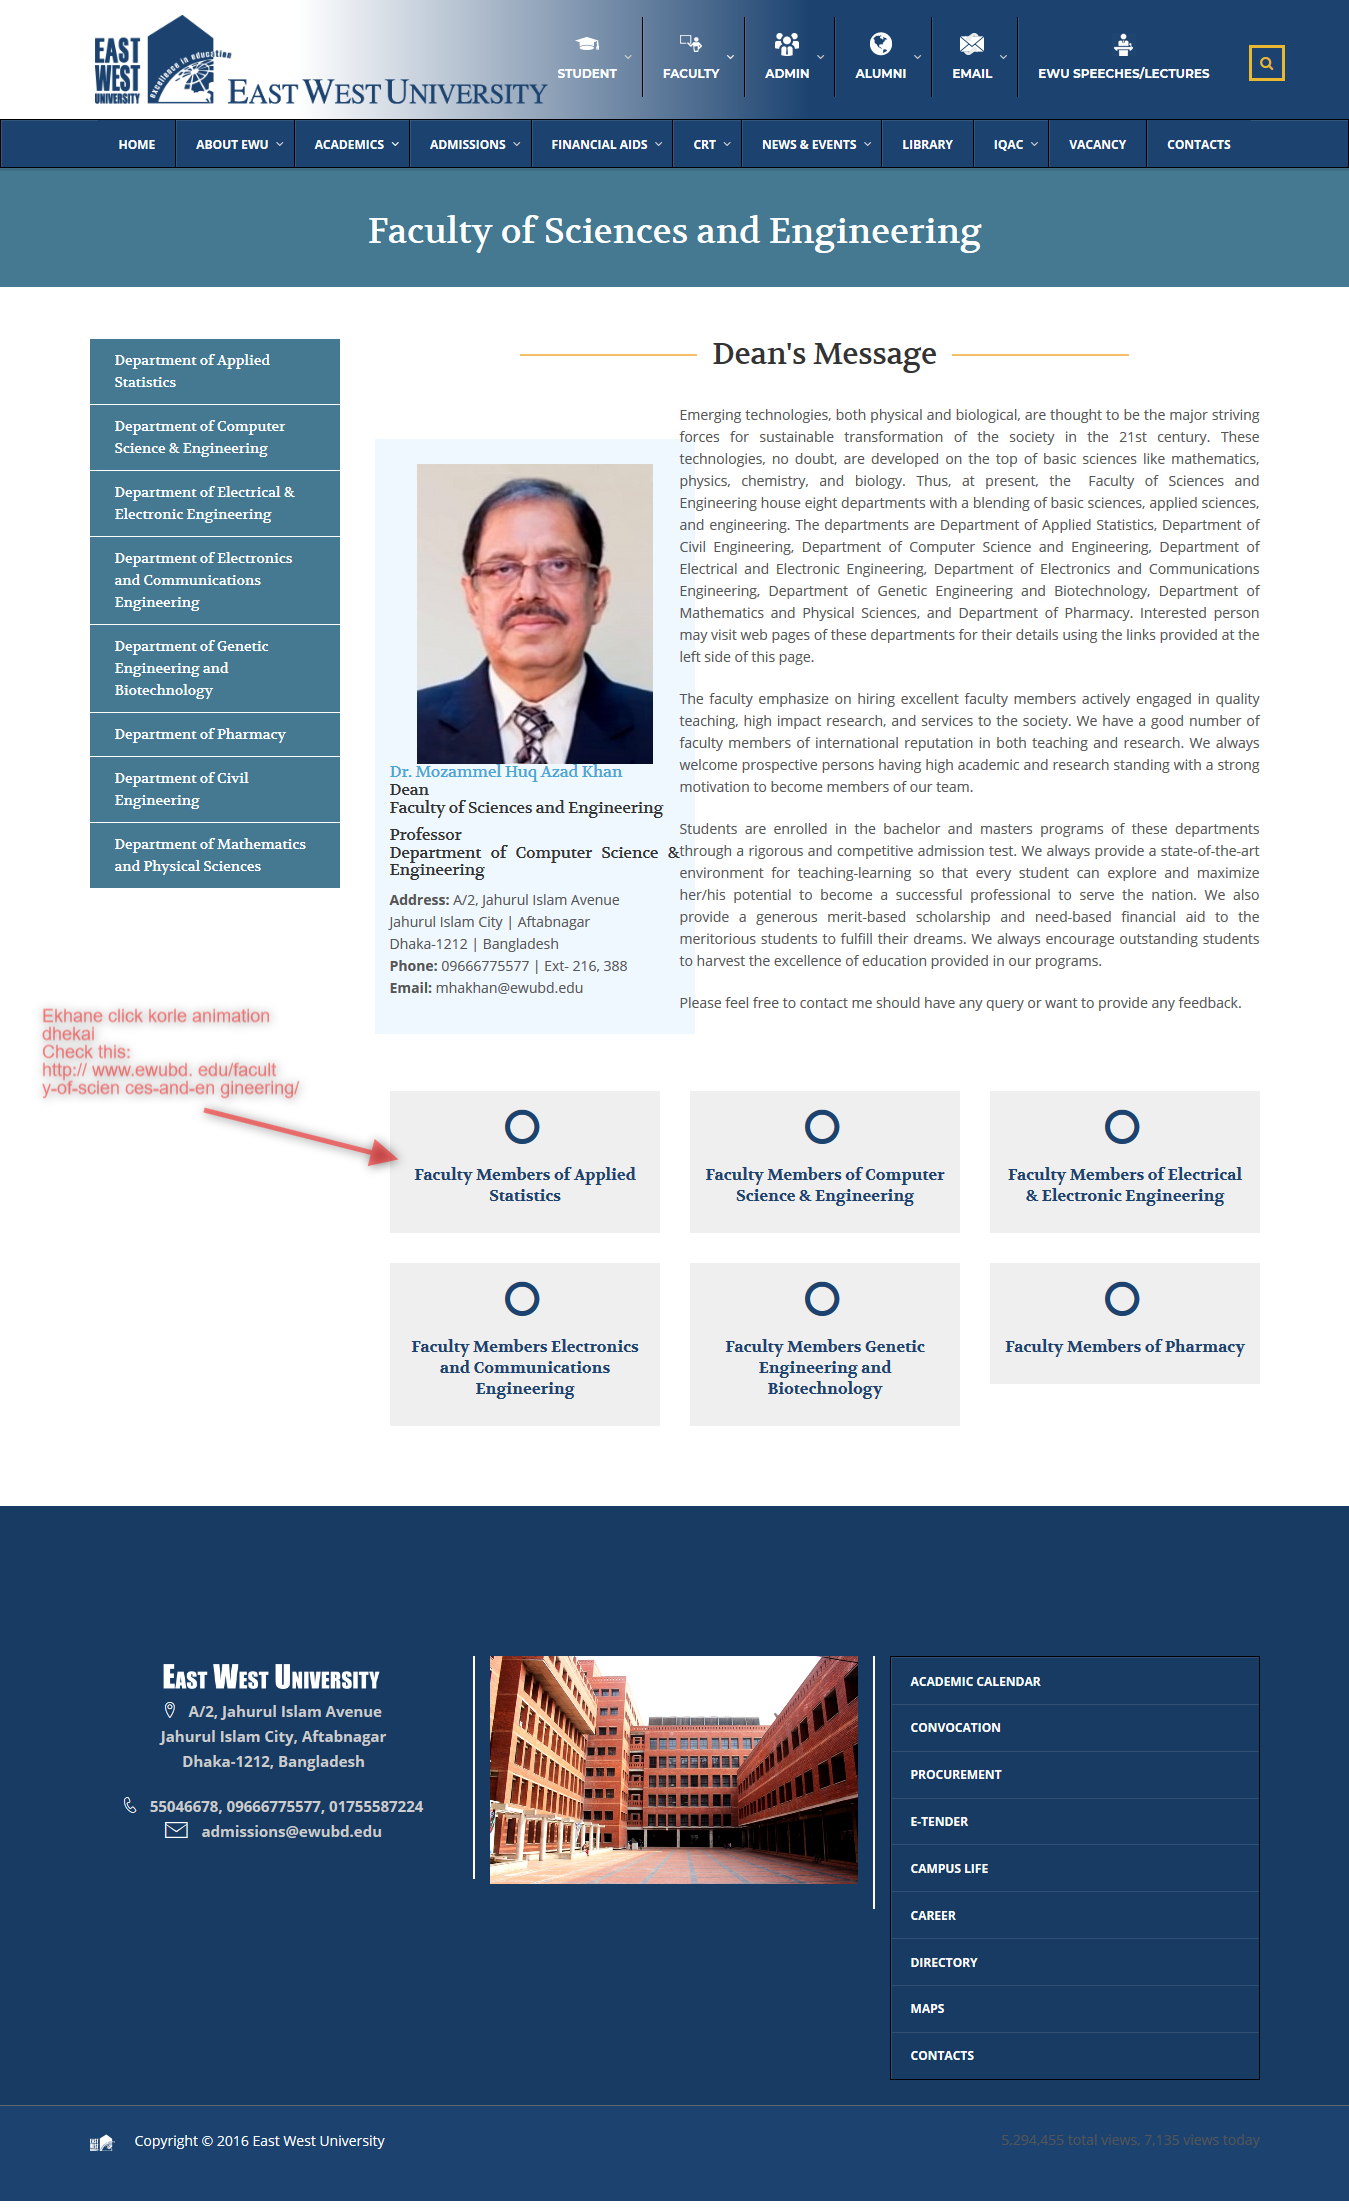 EAST
WEST
UNIVERSITY
excellence in education
EAST WEST UNIVERSITY
STUDENT
FACULTY
ADMIN
ALUMNI
EMAIL
EWU SPEECHES/LECTURES
HOME
ABOUT EWU
ACADEMICS
ADMISSIONS
FINANCIAL AIDS
CRT
NEWS & EVENTS
LIBRARY
IQAC
VACANCY
CONTACTS
Faculty of Sciences and Engineering
Department of Applied
Statistics
Department of Computer
Science & Engineering
Department of Electrical &
Electronic Engineering
Department of Electronics
and Communications
Engineering
Department of Genetic
Engineering and
Biotechnology
Department of Pharmacy
Department of Civil
Engineering
Department of Mathematics
and Physical Sciences
Dean's Message
Dr. Mozammel Huq Azad Khan
Dean
Faculty of Sciences and Engineering
Professor
Department of Computer Science &
Engineering
Address: A/2, Jahurul Islam Avenue
Jahurul Islam City | Aftabnagar
Dhaka-1212 | Bangladesh
Phone: 09666775577 | Ext- 216, 388
Email: mhakhan@ewubd.edu
Emerging technologies, both physical and biological, are thought to be the major striving
forces for sustainable transformation of the society in the 21st century. These
technologies, no doubt, are developed on the top of basic sciences like mathematics,
physics, chemistry, and biology. Thus, at present, the Faculty of Sciences and
Engineering house eight departments with a blending of basic sciences, applied sciences,
and engineering. The departments are Department of Applied Statistics, Department of
Civil Engineering, Department of Computer Science and Engineering, Department of
Electrical and Electronic Engineering, Department of Electronics and Communications
Engineering, Department of Genetic Engineering and Biotechnology, Department of
Mathematics and Physical Sciences, and Department of Pharmacy. Interested person
may visit web pages of these departments for their details using the links provided at the
left side of this page.
The faculty emphasize on hiring excellent faculty members actively engaged in quality
teaching, high impact research, and services to the society. We have a good number of
faculty members of international reputation in both teaching and research. We always
welcome prospective persons having high academic and research standing with a strong
motivation to become members of our team.
Students are enrolled in the bachelor and masters programs of these departments
through a rigorous and competitive admission test. We always provide a state-of-the-art
environment for teaching-learning so that every student can explore and maximize
her/his potential to become a successful professional to serve the nation. We also
provide a generous merit-based scholarship and need-based financial aid to the
meritorious students to fulfill their dreams. We always encourage outstanding students
to harvest the excellence of education provided in our programs.
Please feel free to contact me should have any query or want to provide any feedback.
Ekhane click korle animation
dhekai
Check this:
http:// www.ewubd. edu/facult
y-of-scien ces-and-en gineering/
Faculty Members of Applied
Statistics
Faculty Members of Computer
Science & Engineering
Faculty Members of Electrical
& Electronic Engineering
Faculty Members Electronics
and Communications
Engineering
Faculty Members Genetic
Engineering and
Biotechnology
Faculty Members of Pharmacy
EAST WEST UNIVERSITY
A/2, Jahurul Islam Avenue
Jahurul Islam City, Aftabnagar
Dhaka-1212, Bangladesh
55046678, 09666775577, 01755587224
admissions@ewubd.edu
ACADEMIC CALENDAR
CONVOCATION
PROCUREMENT
E-TENDER
CAMPUS LIFE
CAREER
DIRECTORY
MAPS
CONTACTS
EAST
WEST
Copyright © 2016 East West University
5,294,455 total views, 7,135 views today